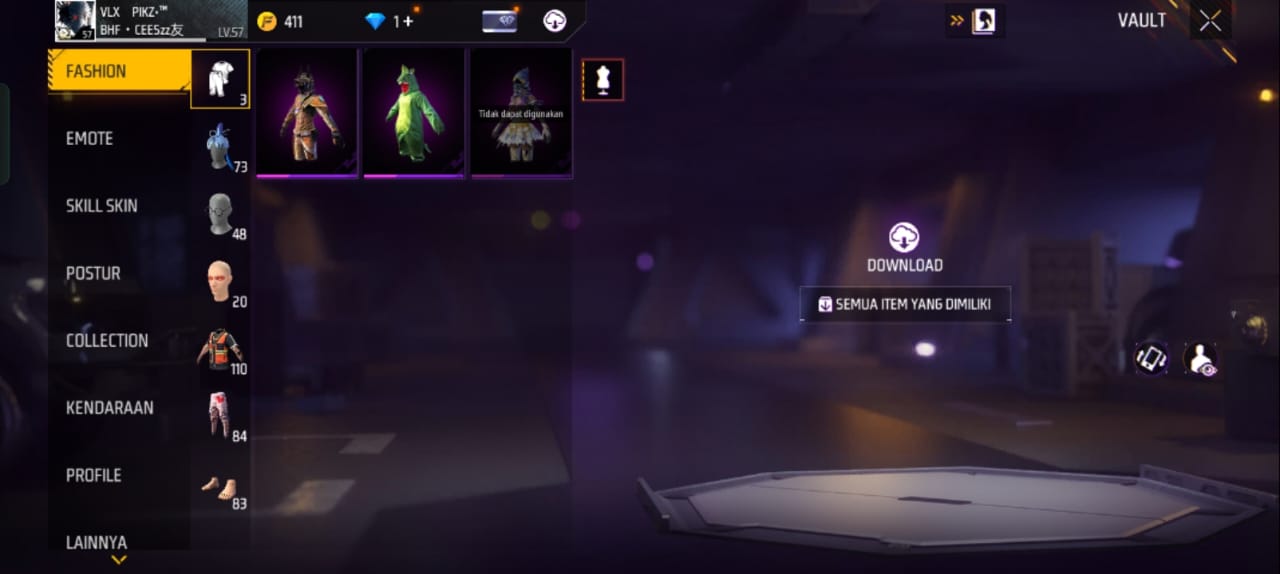 VLX PIKZ•™
57
BHF • CEE5zz友
LV.57
411
1+
VAULT
FASHION
3
Tidak dapat digunakan
EMOTE
73
SKILL SKIN
48
POSTUR
20
COLLECTION
110
KENDARAAN
84
PROFILE
83
LAINNYA
DOWNLOAD
SEMUA ITEM YANG DIMILIKI